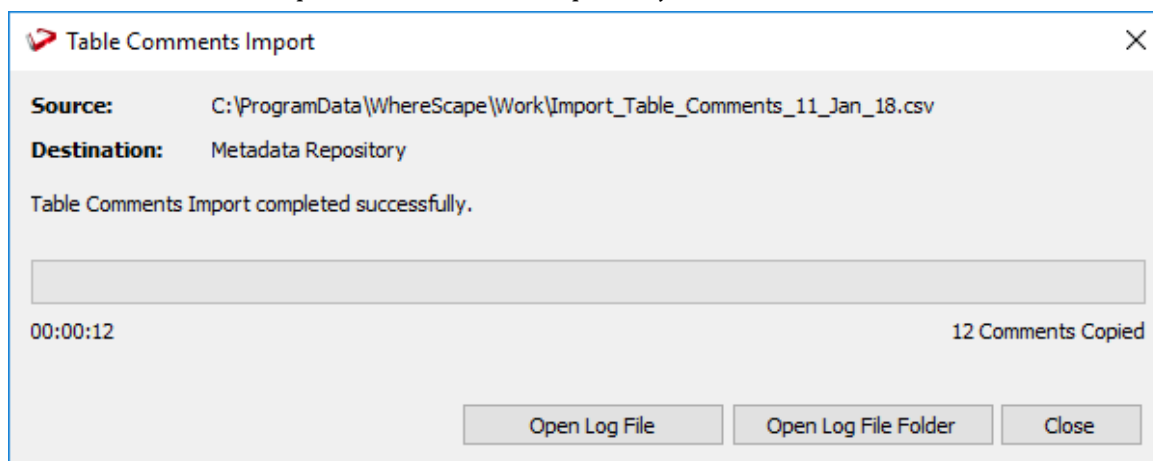 Table Comments Import
Source: C:\ProgramData\WhereScape\Work\Import_Table_Comments_11_Jan_18.csv
Destination: Metadata Repository
Table Comments Import completed successfully.
00:00:12 12 Comments Copied
Open Log File Open Log File Folder Close